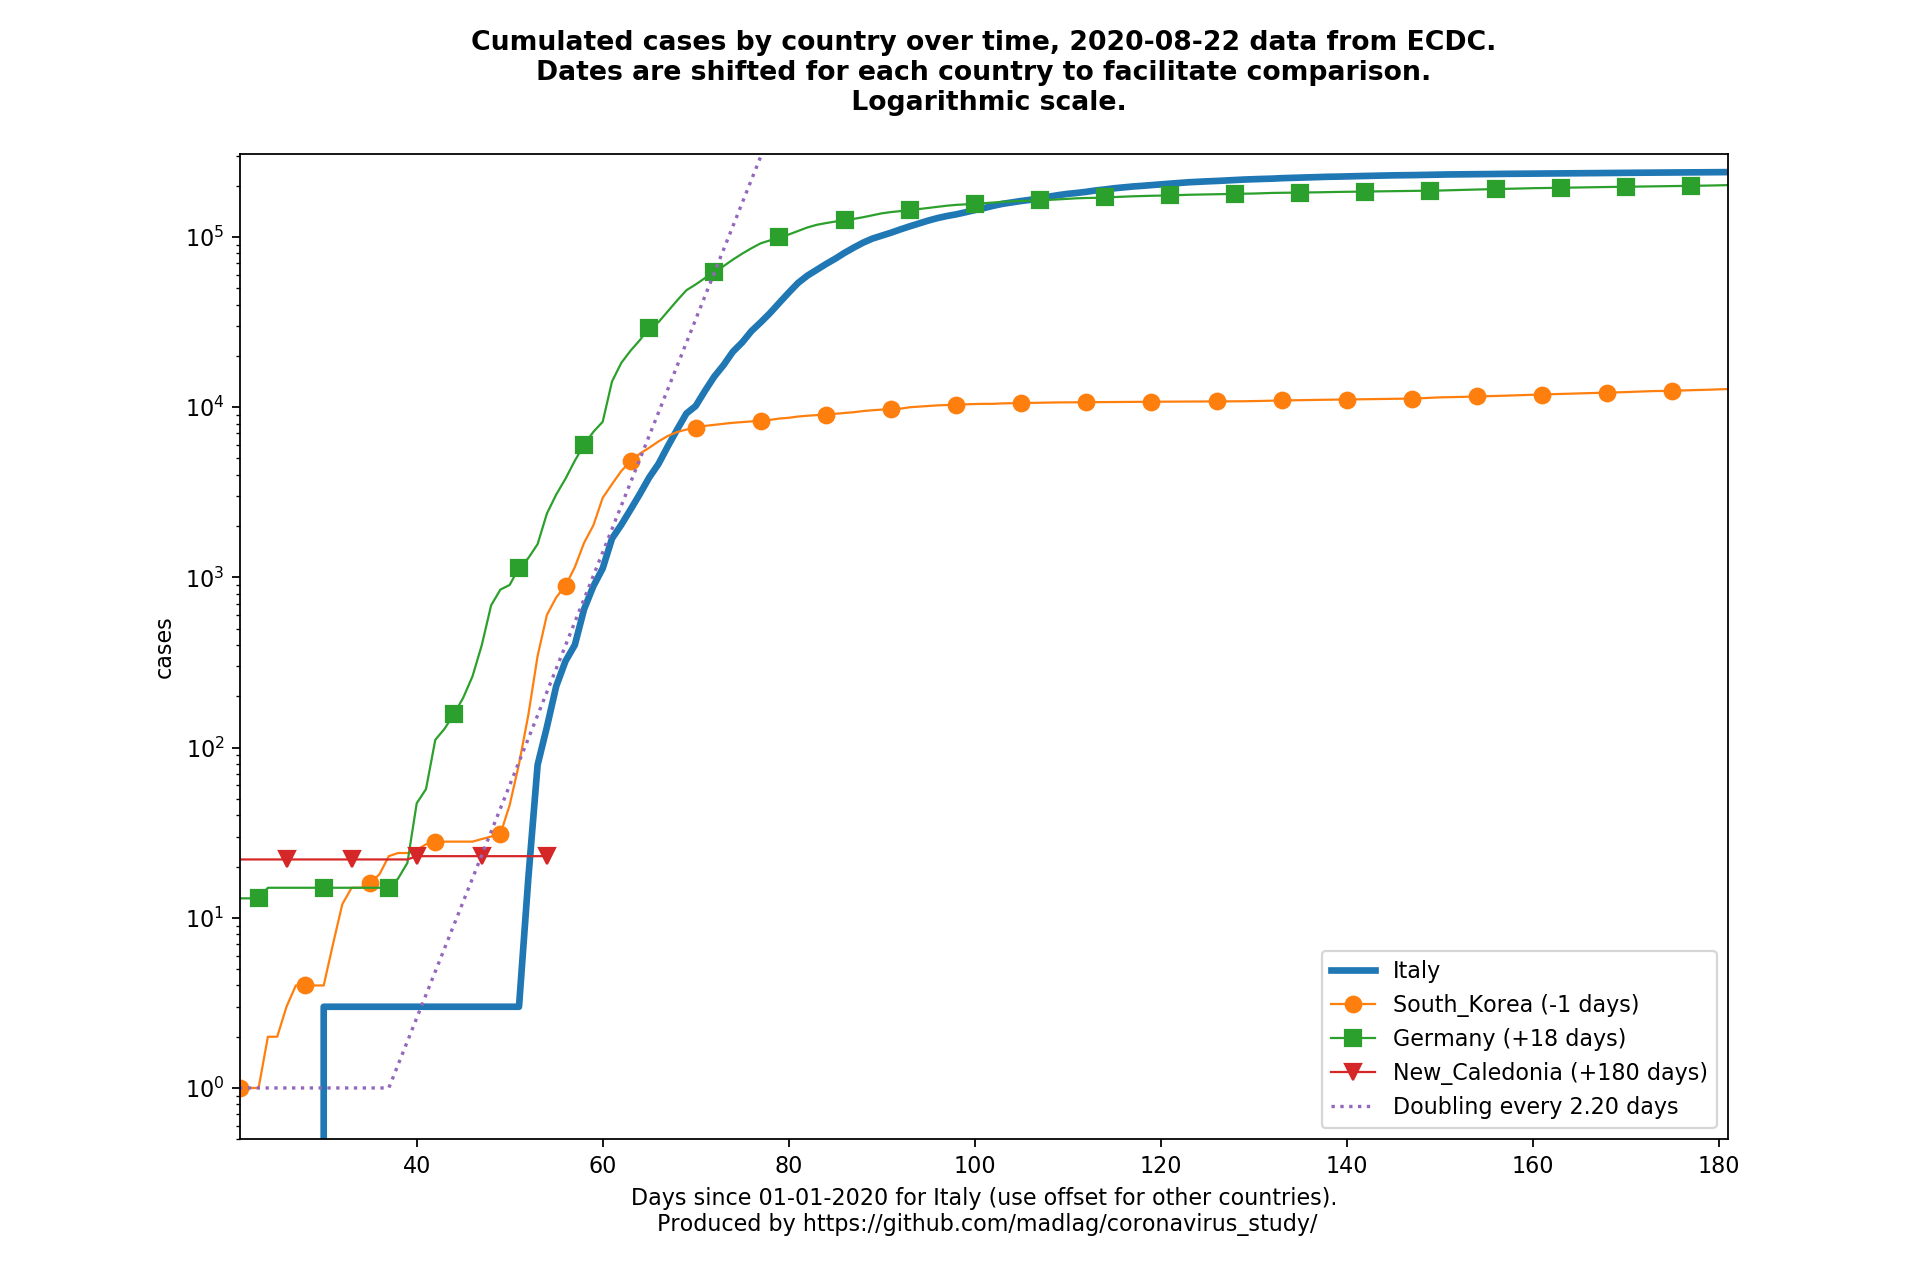 Cumulated cases by country over time, 2020-08-22 data from ECDC.
Dates are shifted for each country to facilitate comparison.
Logarithmic scale.
cases
10^5
10^4
10^3
10^2
10^1
10^0
40 60 80 100 120 140 160 180
Italy
South_Korea (-1 days)
Germany (+18 days)
New_Caledonia (+180 days)
Doubling every 2.20 days
Days since 01-01-2020 for Italy (use offset for other countries).
Produced by https://github.com/madlag/coronavirus_study/